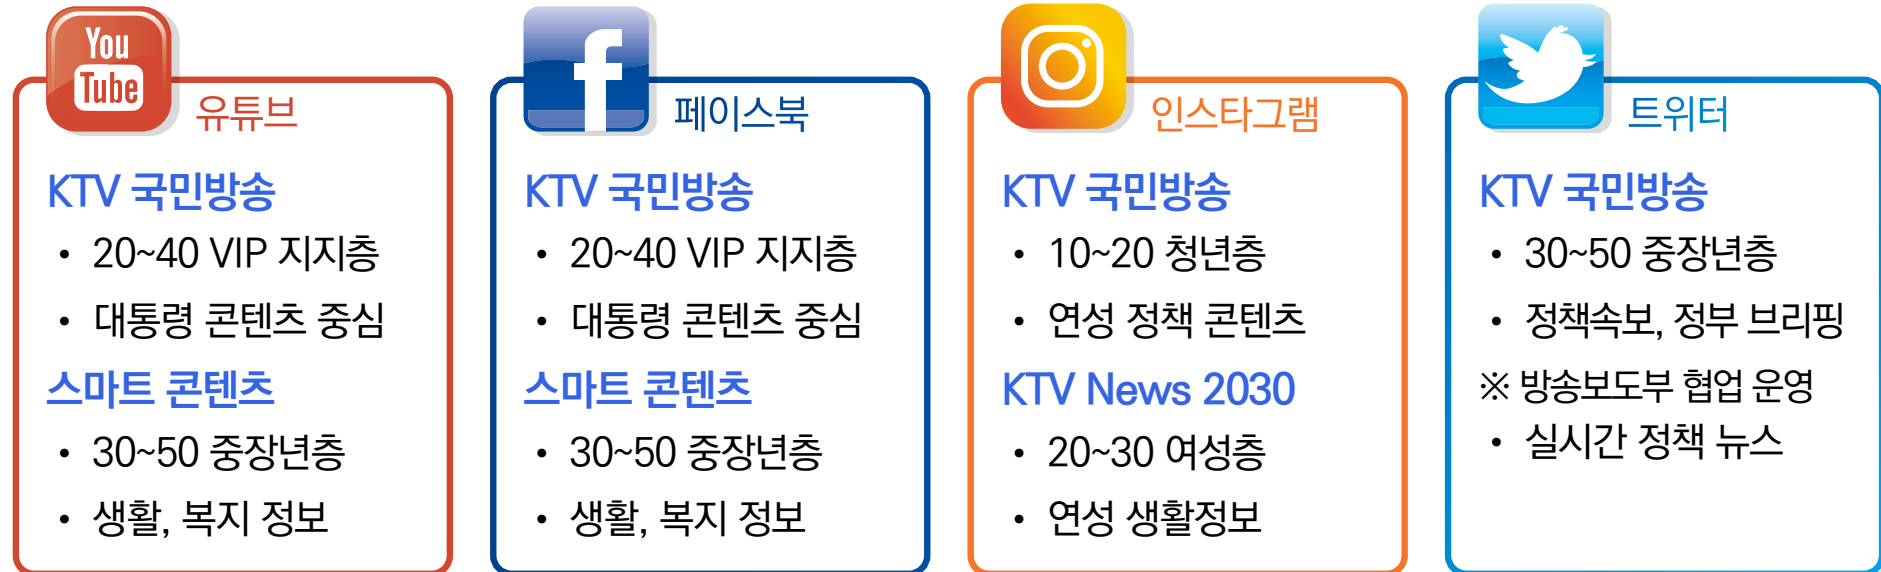 You
Tube
유튜브
KTV 국민방송
• 20~40 VIP 지지층
• 대통령 콘텐츠 중심
스마트 콘텐츠
• 30~50 중장년층
• 생활, 복지 정보
f
페이스북
KTV 국민방송
• 20~40 VIP 지지층
• 대통령 콘텐츠 중심
스마트 콘텐츠
• 30~50 중장년층
• 생활, 복지 정보
인스타그램
KTV 국민방송
• 10~20 청년층
• 연성 정책 콘텐츠
KTV News 2030
• 20~30 여성층
• 연성 생활정보
트위터
KTV 국민방송
• 30~50 중장년층
• 정책속보, 정부 브리핑
※ 방송보도부 협업 운영
• 실시간 정책 뉴스